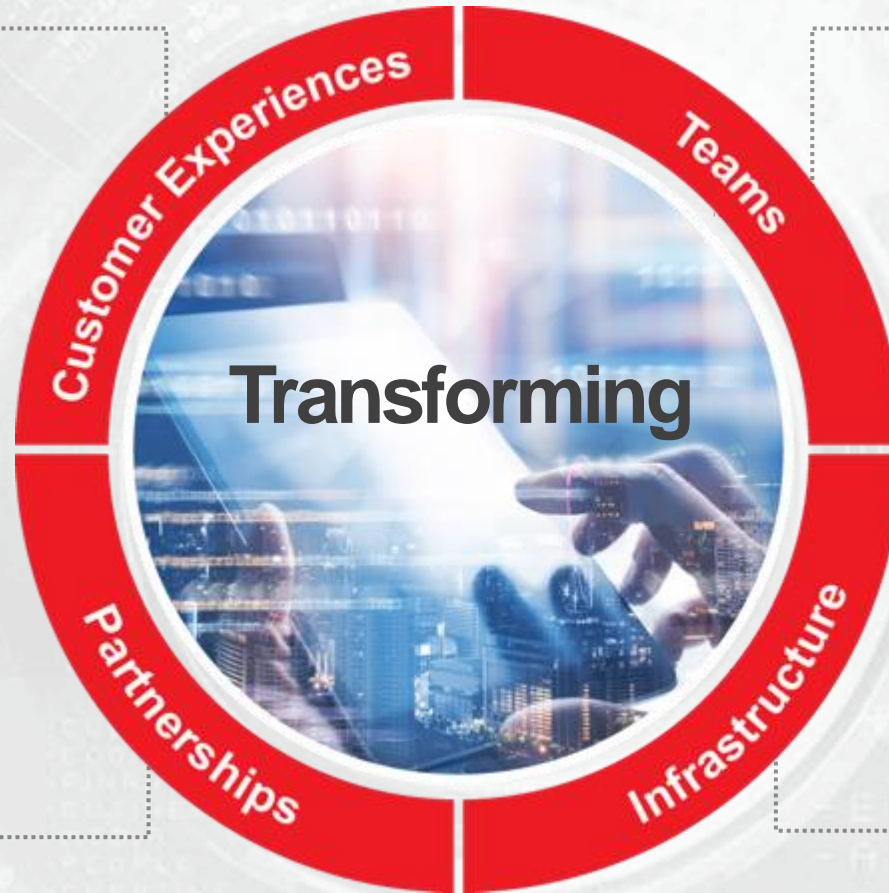 Customer Experiences
Teams
Transforming
Partnerships
Infrastructure